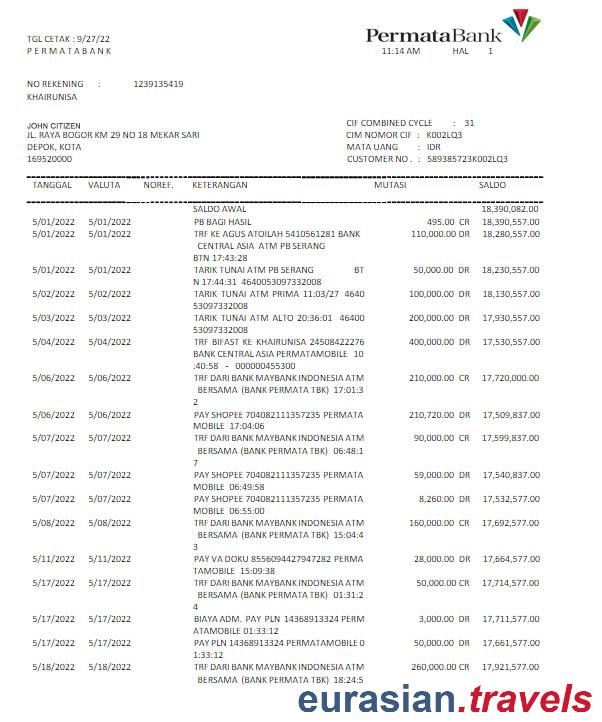 PermataBank
TGL CETAK : 9/27/22
P E R M A T A B A N K 11:14 AM HAL 1
NO REKENING : 1239135419
KHAIRUNISA
JOHN CITIZEN
JL. RAYA BOGOR KM 29 NO 18 MEKAR SARI
DEPOK, KOTA
169520000
CIF COMBINED CYCLE : 31
CIM NOMOR CIF : K002LQ3
MATA UANG : IDR
CUSTOMER NO . : 589385723K002LQ3
TANGGAL VALUTA NOREF. KETERANGAN MUTASI SALDO
SALDO AWAL 18,390,082.00
5/01/2022 5/01/2022 PB BAGI HASIL 495.00 CR 18,390,557.00
5/01/2022 5/01/2022 TRF KE AGUS ATOILAH 5410561281 BANK 110,000.00 DR 18,280,557.00
CENTRAL ASIA ATM PB SERANG
BTN 17:43:28
5/01/2022 5/01/2022 TARIK TUNAI ATM PB SERANG BT 50,000.00 DR 18,230,557.00
N 17:44:31 4640053097332008
5/02/2022 5/02/2022 TARIK TUNAI ATM PRIMA 11:03/27 4640 100,000.00 DR 18,130,557.00
53097332008
5/03/2022 5/03/2022 TARIK TUNAI ATM ALTO 20:36:01 46400 200,000.00 DR 17,930,557.00
53097332008
5/04/2022 5/04/2022 TRF BIFAST KE KHAIRUNISA 24508422276 400,000.00 DR 17,530,557.00
BANK CENTRAL ASIA PERMATAMOBILE 10
:40:58 - 000000455300
5/06/2022 5/06/2022 TRF DARI BANK MAYBANK INDONESIA ATM 210,000.00 CR 17,720,000.00
BERSAMA (BANK PERMATA TBK) 17:01:3
2
5/06/2022 5/06/2022 PAY SHOPEE 704082111357235 PERMATA 210,720.00 DR 17,509,837.00
MOBILE 17:04:06
5/07/2022 5/07/2022 TRF DARI BANK MAYBANK INDONESIA ATM 90,000.00 CR 17,599,837.00
BERSAMA (BANK PERMATA TBK) 06:48:1
7
5/07/2022 5/07/2022 PAY SHOPEE 704082111357235 PERMATA 59,000.00 DR 17,540,837.00
MOBILE 06:49:58
5/07/2022 5/07/2022 PAY SHOPEE 704082111357235 PERMATA 8,260.00 DR 17,532,577.00
MOBILE 06:55:00
5/08/2022 5/08/2022 TRF DARI BANK MAYBANK INDONESIA ATM 160,000.00 CR 17,692,577.00
BERSAMA (BANK PERMATA TBK) 15:04:4
3
5/11/2022 5/11/2022 PAY VA DOKU 8556094427947282 PERMA 28,000.00 DR 17,664,577.00
TAMOBILE 15:09:38
5/17/2022 5/17/2022 TRF DARI BANK MAYBANK INDONESIA ATM 50,000.00 CR 17,714,577.00
BERSAMA (BANK PERMATA TBK) 01:31:2
4
5/17/2022 5/17/2022 BIAYA ADM. PAY PLN 14368913324 PERM 3,000.00 DR 17,711,577.00
ATAMOBILE 01:33:12
5/17/2022 5/17/2022 PAY PLN 14368913324 PERMATAMOBILE 0 50,000.00 DR 17,661,577.00
1:33:12
5/18/2022 5/18/2022 TRF DARI BANK MAYBANK INDONESIA ATM 260,000.00 CR 17,921,577.00
BERSAMA (BANK PERMATA TBK) 18:24:5
eurasian.travels